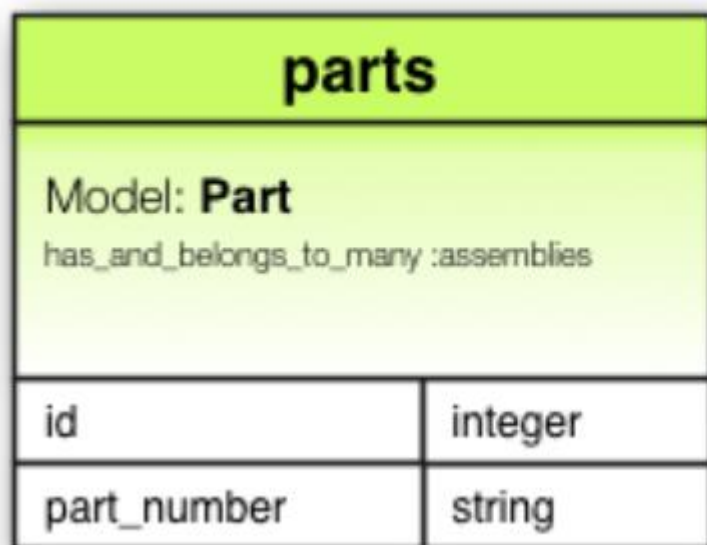 parts
Model: Part
has_and_belongs_to_many :assemblies
id integer
part_number string